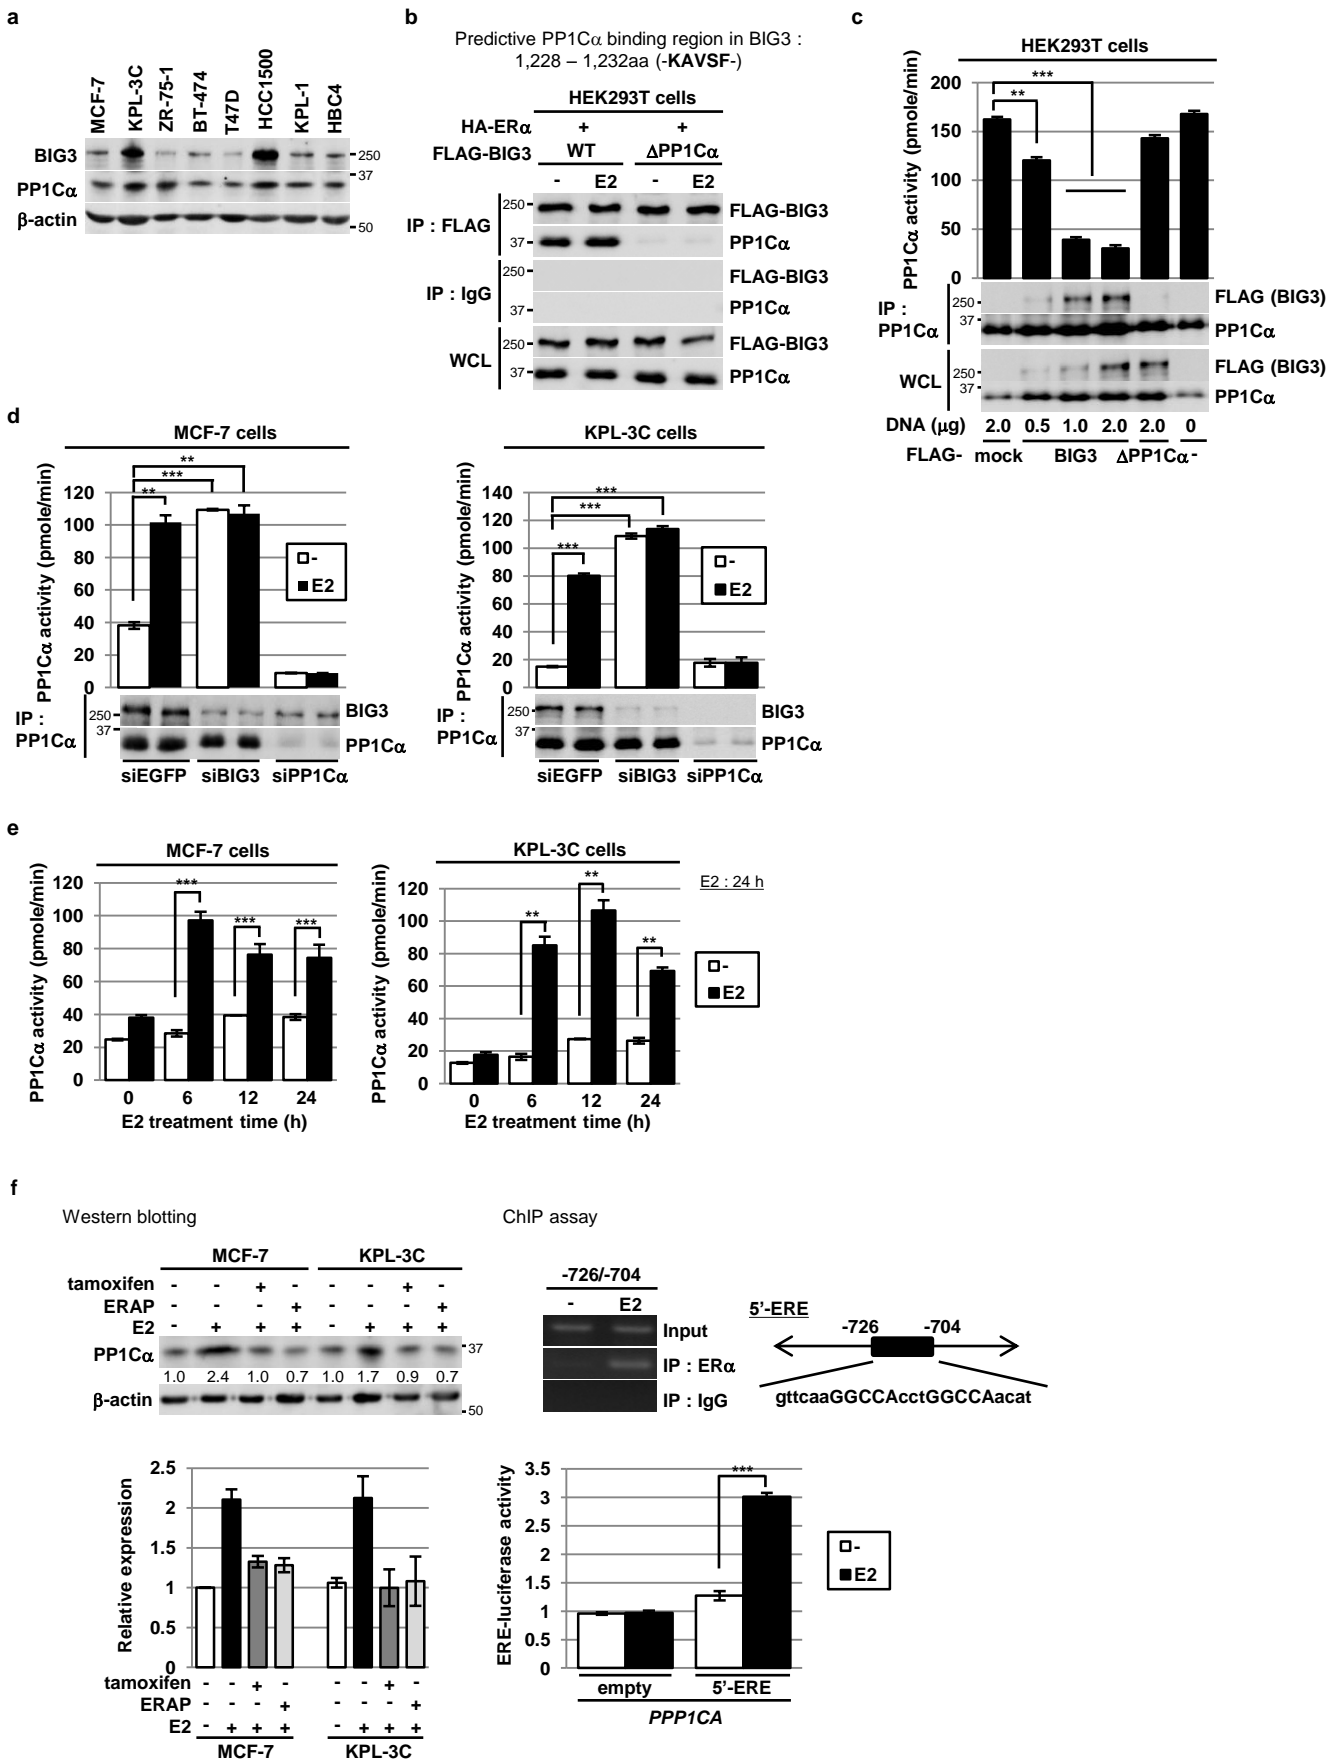 a
MCF-7 KPL-3C ZR-75-1 BT-474 T47D HCC1500 KPL-1 HBC4
BIG3 250
37
PP1Cα
β-actin 50
b
Predictive PP1Cα binding region in BIG3 :
1,228 – 1,232aa (-KAVSF-)
HEK293T cells
HA-ERα + +
FLAG-BIG3 WT ΔPP1Cα
- E2 - E2
IP : FLAG
250 FLAG-BIG3
37 PP1Cα
IP : IgG
250 FLAG-BIG3
37 PP1Cα
WCL
250 FLAG-BIG3
37 PP1Cα
c
HEK293T cells
PP1Cα activity (pmole/min)
200
150
100
50
0
***
**
IP :
PP1Cα
250 FLAG (BIG3)
37 PP1Cα
WCL
250 FLAG (BIG3)
37 PP1Cα
DNA (μg) 2.0 0.5 1.0 2.0 2.0 0
FLAG- mock BIG3 ΔPP1Cα -
d
MCF-7 cells
PP1Cα activity (pmole/min)
120
100
80
60
40
20
0
**
***
**
-
E2
IP :
PP1Cα
250 BIG3
37 PP1Cα
siEGFP siBIG3 siPP1Cα
KPL-3C cells
PP1Cα activity (pmole/min)
140
120
100
80
60
40
20
0
***
***
***
-
E2
IP :
PP1Cα
250 BIG3
37 PP1Cα
siEGFP siBIG3 siPP1Cα
e
MCF-7 cells
PP1Cα activity (pmole/min)
120
100
80
60
40
20
0
*** *** ***
0 6 12 24
E2 treatment time (h)
KPL-3C cells
PP1Cα activity (pmole/min)
120
100
80
60
40
20
0
** ** **
0 6 12 24
E2 treatment time (h)
E2 : 24 h
-
E2
f
Western blotting
MCF-7 KPL-3C
tamoxifen - - + - - - + -
ERAP - - - + - - - +
E2 - + + + - + + +
PP1Cα 37
1.0 2.4 1.0 0.7 1.0 1.7 0.9 0.7
β-actin 50
ChIP assay
-726/-704
- E2
Input
IP : ERα
IP : IgG
5'-ERE
-726 -704
gttcaaGGCCAcctGGCCAacat
Relative expression
2.5
2
1.5
1
0.5
0
tamoxifen - - + - - - + -
ERAP - - - + - - - +
E2 - + + + - + + +
MCF-7 KPL-3C
ERE-luciferase activity
3.5
3
2.5
2
1.5
1
0.5
0
***
-
E2
empty 5'-ERE
PPP1CA